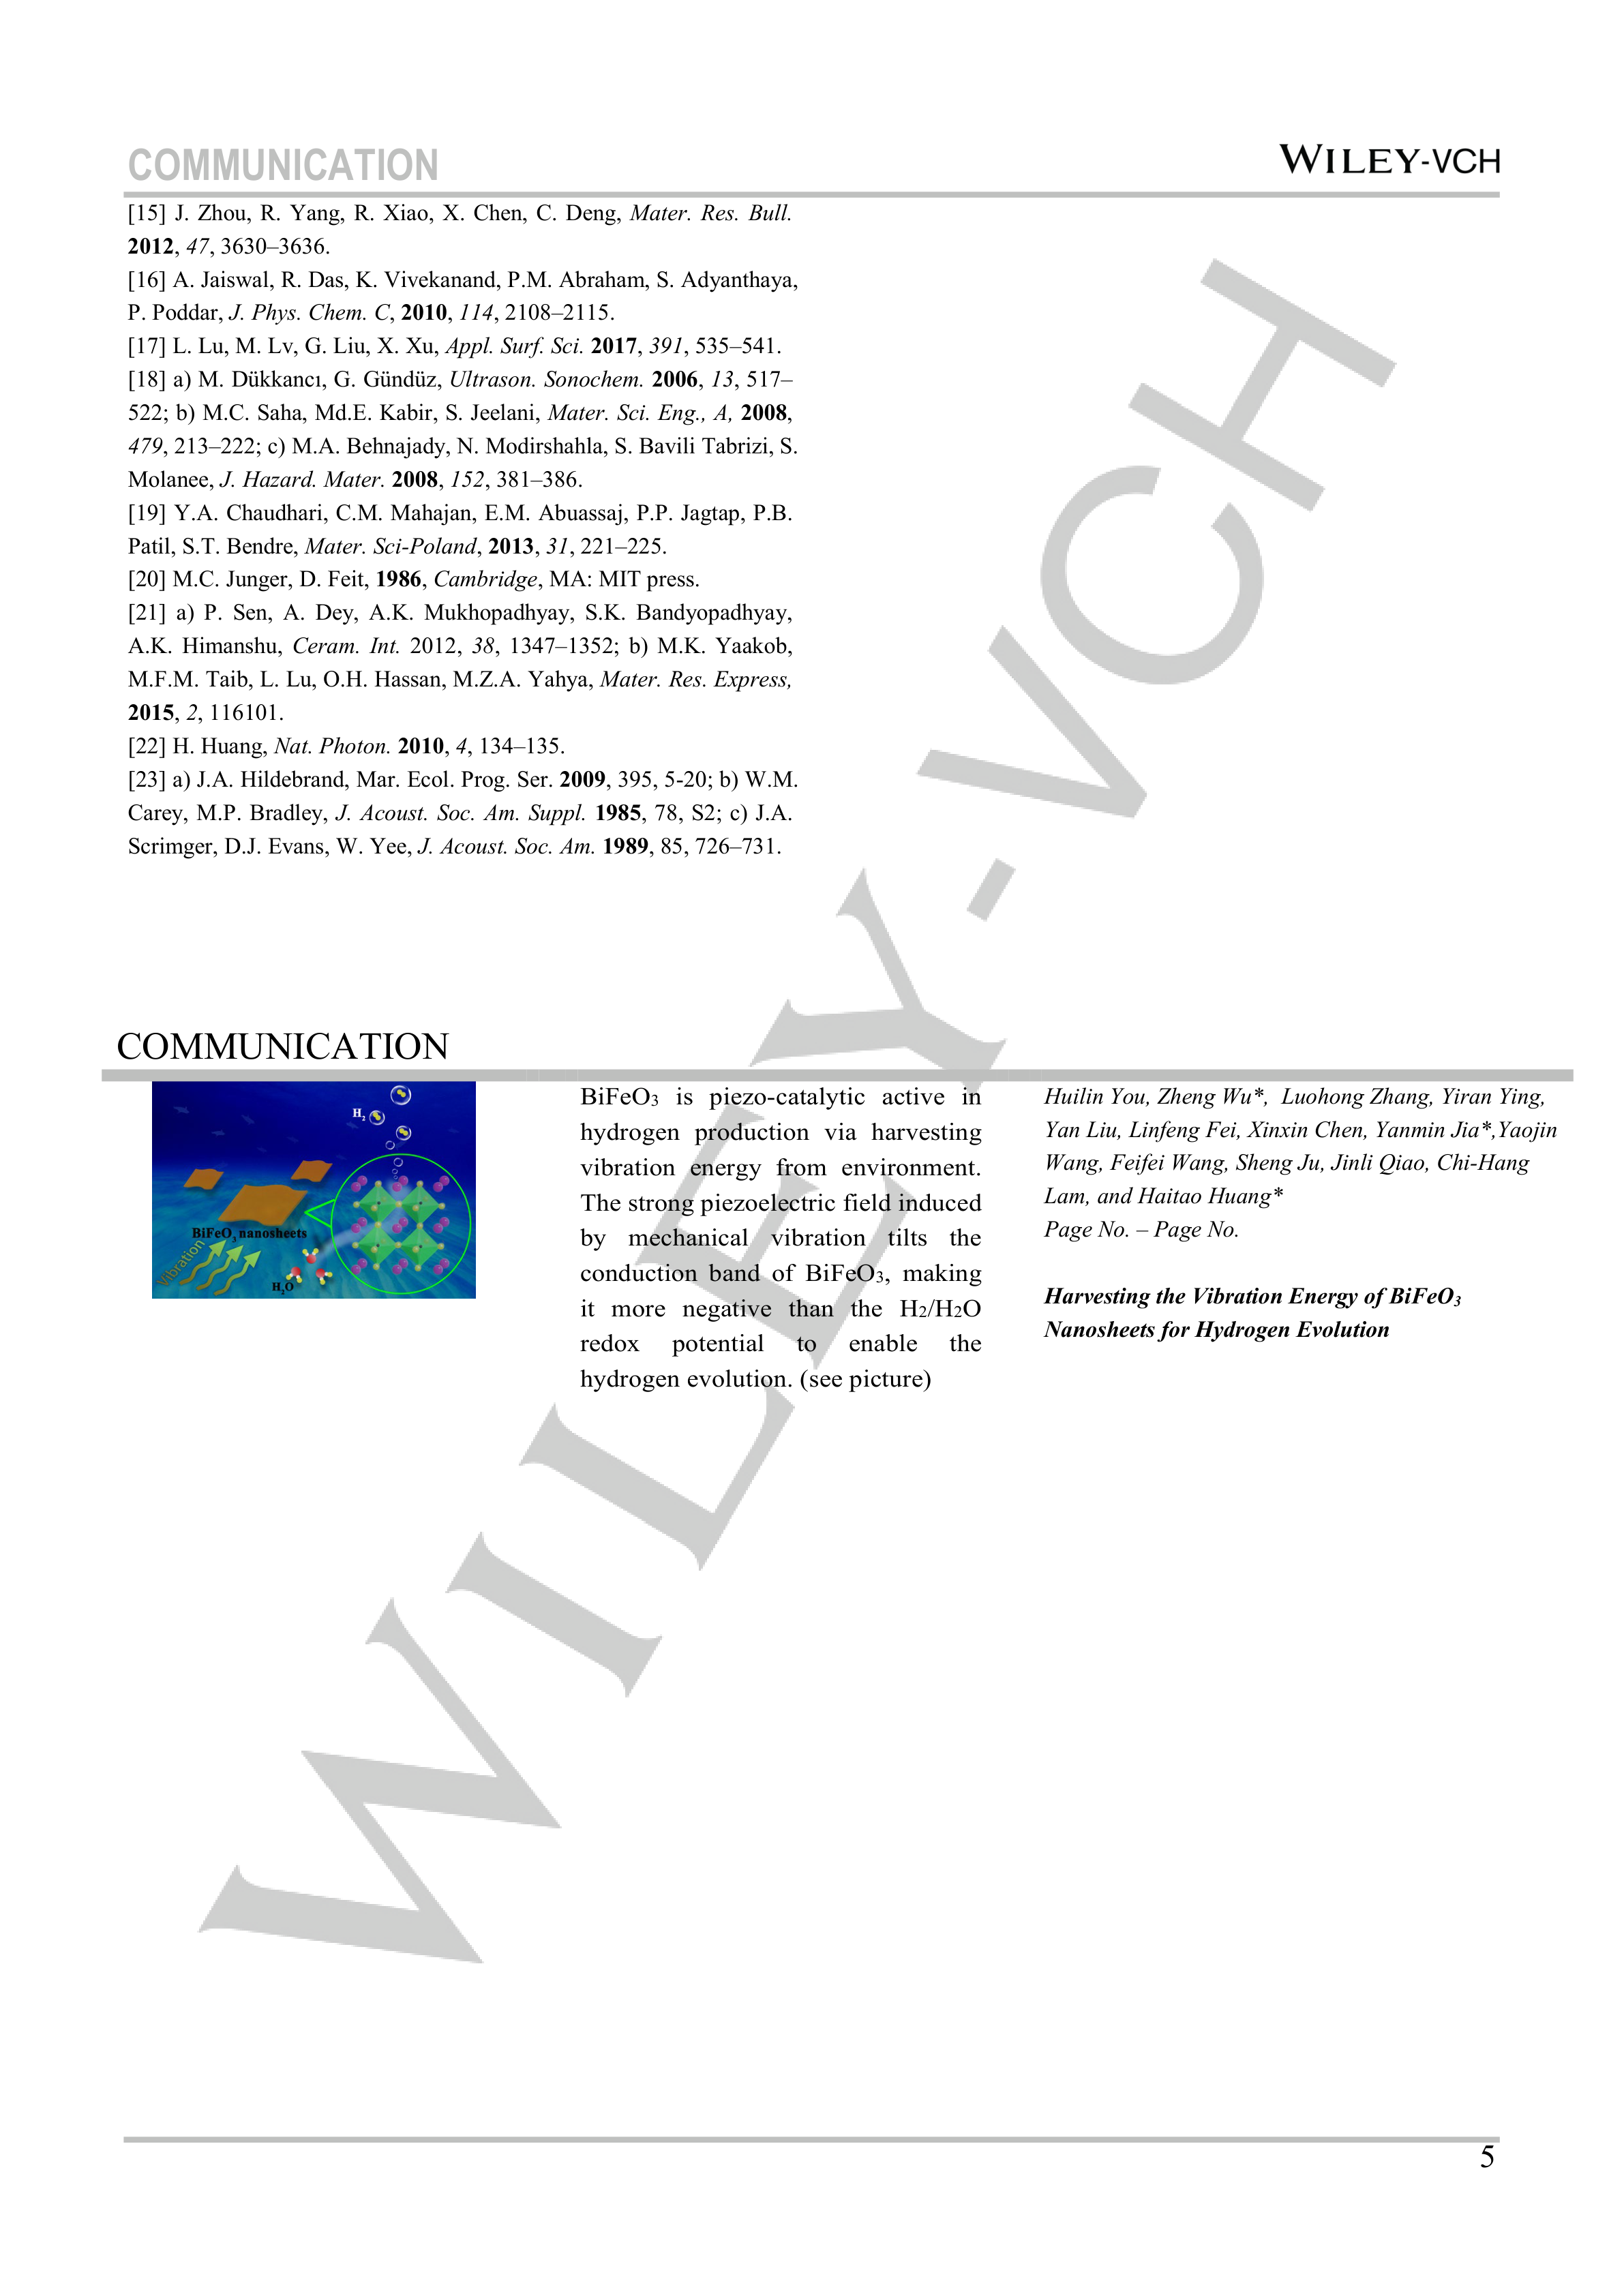 COMMUNICATION
WILEY-VCH
[15] J. Zhou, R. Yang, R. Xiao, X. Chen, C. Deng, Mater. Res. Bull.
2012, 47, 3630–3636.
[16] A. Jaiswal, R. Das, K. Vivekanand, P.M. Abraham, S. Adyanthaya,
P. Poddar, J. Phys. Chem. C, 2010, 114, 2108–2115.
[17] L. Lu, M. Lv, G. Liu, X. Xu, Appl. Surf. Sci. 2017, 391, 535–541.
[18] a) M. Dükkancı, G. Gündüz, Ultrason. Sonochem. 2006, 13, 517–
522; b) M.C. Saha, Md.E. Kabir, S. Jeelani, Mater. Sci. Eng., A, 2008,
479, 213–222; c) M.A. Behnajady, N. Modirshahla, S. Bavili Tabrizi, S.
Molanee, J. Hazard. Mater. 2008, 152, 381–386.
[19] Y.A. Chaudhari, C.M. Mahajan, E.M. Abuassaj, P.P. Jagtap, P.B.
Patil, S.T. Bendre, Mater. Sci-Poland, 2013, 31, 221–225.
[20] M.C. Junger, D. Feit, 1986, Cambridge, MA: MIT press.
[21] a) P. Sen, A. Dey, A.K. Mukhopadhyay, S.K. Bandyopadhyay,
A.K. Himanshu, Ceram. Int. 2012, 38, 1347–1352; b) M.K. Yaakob,
M.F.M. Taib, L. Lu, O.H. Hassan, M.Z.A. Yahya, Mater. Res. Express,
2015, 2, 116101.
[22] H. Huang, Nat. Photon. 2010, 4, 134–135.
[23] a) J.A. Hildebrand, Mar. Ecol. Prog. Ser. 2009, 395, 5-20; b) W.M.
Carey, M.P. Bradley, J. Acoust. Soc. Am. Suppl. 1985, 78, S2; c) J.A.
Scrimger, D.J. Evans, W. Yee, J. Acoust. Soc. Am. 1989, 85, 726–731.
WILEY-VCH
COMMUNICATION
H₂
BiFeO₃ nanosheets
Vibration
H₂O
BiFeO₃ is piezo-catalytic active in
hydrogen production via harvesting
vibration energy from environment.
The strong piezoelectric field induced
by mechanical vibration tilts the
conduction band of BiFeO₃, making
it more negative than the H₂/H₂O
redox potential to enable the
hydrogen evolution. (see picture)
Huilin You, Zheng Wu*, Luohong Zhang, Yiran Ying,
Yan Liu, Linfeng Fei, Xinxin Chen, Yanmin Jia*,Yaojin
Wang, Feifei Wang, Sheng Ju, Jinli Qiao, Chi-Hang
Lam, and Haitao Huang*
Page No. – Page No.
Harvesting the Vibration Energy of BiFeO₃
Nanosheets for Hydrogen Evolution
5